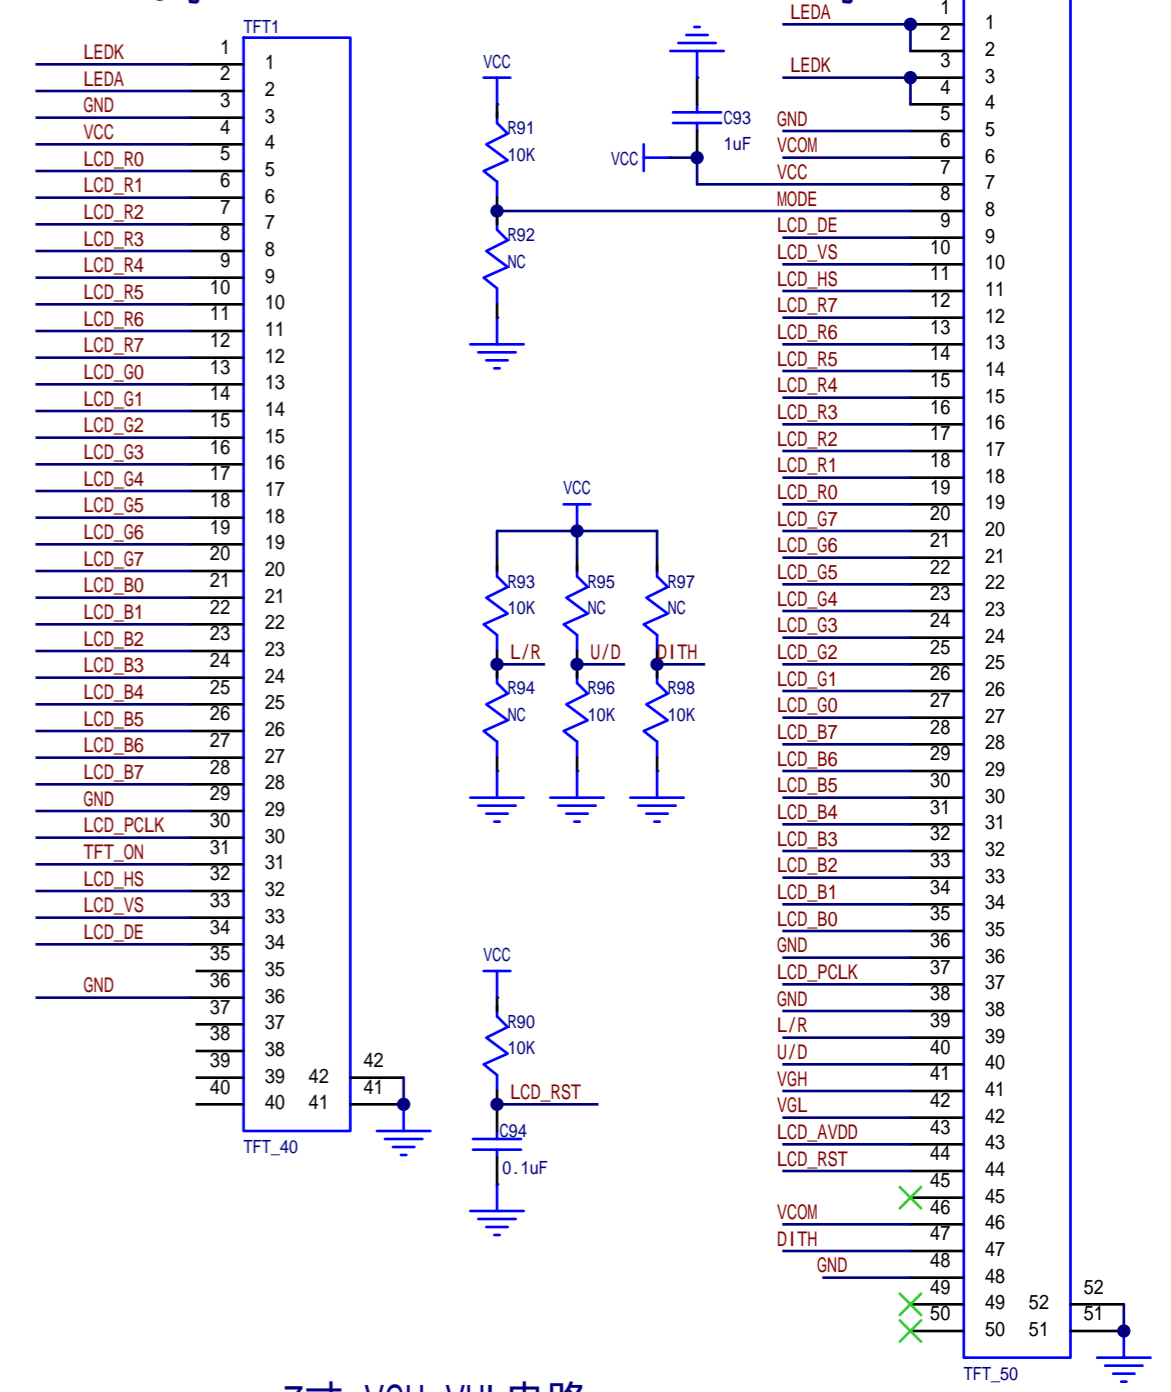 TFT1
LEDK 1 1
LEDA 2 2
GND 3 3
VCC 4 4
LCD_R0 5 5
LCD_R1 6 6
LCD_R2 7 7
LCD_R3 8 8
LCD_R4 9 9
LCD_R5 10 10
LCD_R6 11 11
LCD_R7 12 12
LCD_G0 13 13
LCD_G1 14 14
LCD_G2 15 15
LCD_G3 16 16
LCD_G4 17 17
LCD_G5 18 18
LCD_G6 19 19
LCD_G7 20 20
LCD_B0 21 21
LCD_B1 22 22
LCD_B2 23 23
LCD_B3 24 24
LCD_B4 25 25
LCD_B5 26 26
LCD_B6 27 27
LCD_B7 28 28
GND 29 29
LCD_PCLK 30 30
TFT_ON 31 31
LCD_HS 32 32
LCD_VS 33 33
LCD_DE 34 34
35 35
GND 36 36
37 37
38 38
39 39 42 42
40 40 41 41
TFT_40
VCC
R91
10K
R92
NC
C93
1uF
VCC
VCC
R93
10K
R95
NC
R97
NC
L/R
U/D
DITH
R94
NC
R96
10K
R98
10K
VCC
R90
10K
LCD_RST
C94
0.1uF
LEDA 1 1
2 2
LEDK 3 3
4 4
GND 5 5
VCOM 6 6
VCC 7 7
MODE 8 8
LCD_DE 9 9
LCD_VS 10 10
LCD_HS 11 11
LCD_R7 12 12
LCD_R6 13 13
LCD_R5 14 14
LCD_R4 15 15
LCD_R3 16 16
LCD_R2 17 17
LCD_R1 18 18
LCD_R0 19 19
LCD_G7 20 20
LCD_G6 21 21
LCD_G5 22 22
LCD_G4 23 23
LCD_G3 24 24
LCD_G2 25 25
LCD_G1 26 26
LCD_G0 27 27
LCD_B7 28 28
LCD_B6 29 29
LCD_B5 30 30
LCD_B4 31 31
LCD_B3 32 32
LCD_B2 33 33
LCD_B1 34 34
LCD_B0 35 35
GND 36 36
LCD_PCLK 37 37
GND 38 38
L/R 39 39
U/D 40 40
VGH 41 41
VGL 42 42
LCD_AVDD 43 43
LCD_RST 44 44
45 45
VCOM 46 46
DITH 47 47
GND 48 48
49 49 52 52
50 50 51 51
TFT_50